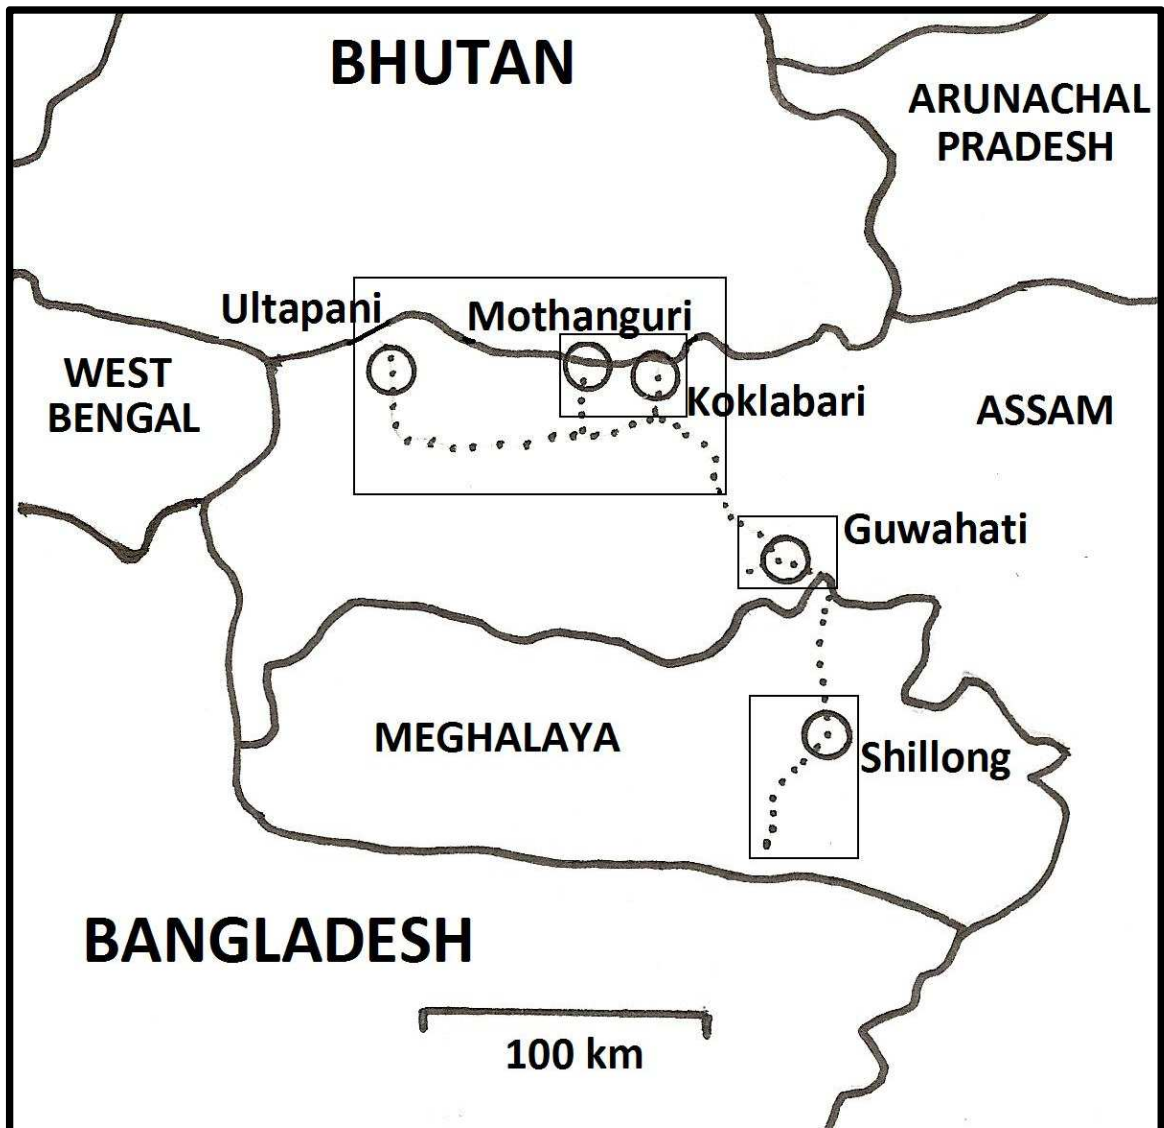 BHUTAN
ARUNACHAL
PRADESH
Ultapani
Mothanguri
WEST
BENGAL
Koklabari
ASSAM
Guwahati
MEGHALAYA
Shillong
BANGLADESH
100 km